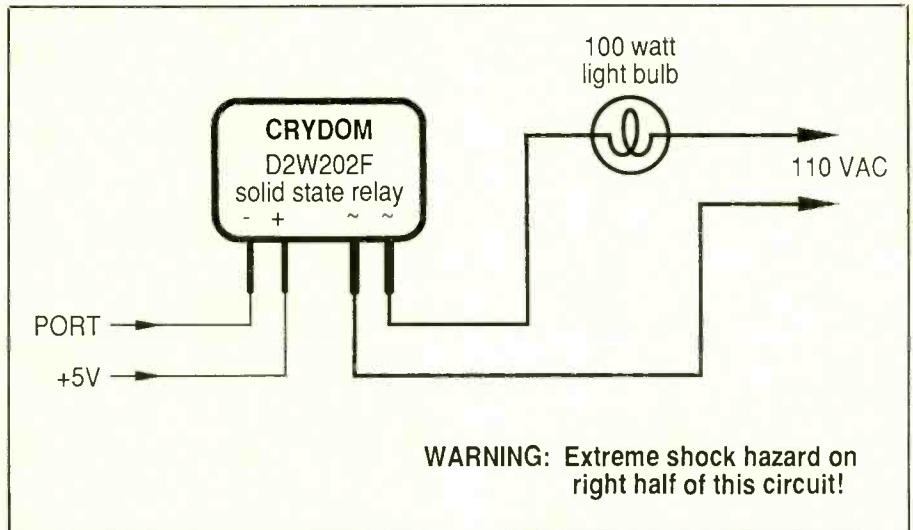 100 watt
light bulb
CRYDOM
D2W202F
solid state relay
- + ~ ~
110 VAC
PORT
+5V
WARNING: Extreme shock hazard on
right half of this circuit!